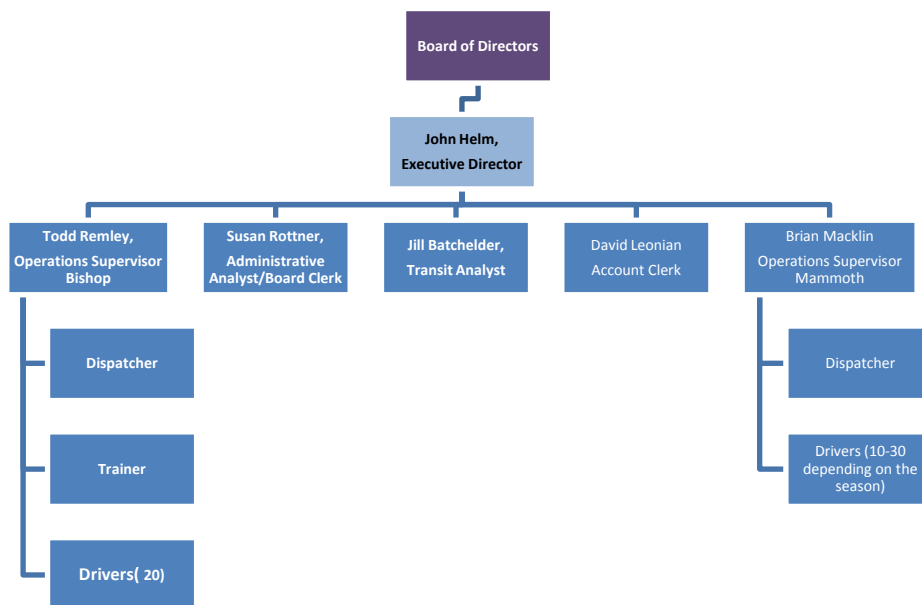 Board of Directors
John Helm,
Executive Director
Todd Remley,
Operations Supervisor
Bishop
Susan Rottner,
Administrative
Analyst/Board Clerk
Jill Batchelder,
Transit Analyst
David Leonian
Account Clerk
Brian Macklin
Operations Supervisor
Mammoth
Dispatcher
Trainer
Drivers( 20)
Dispatcher
Drivers (10-30
depending on the
season)